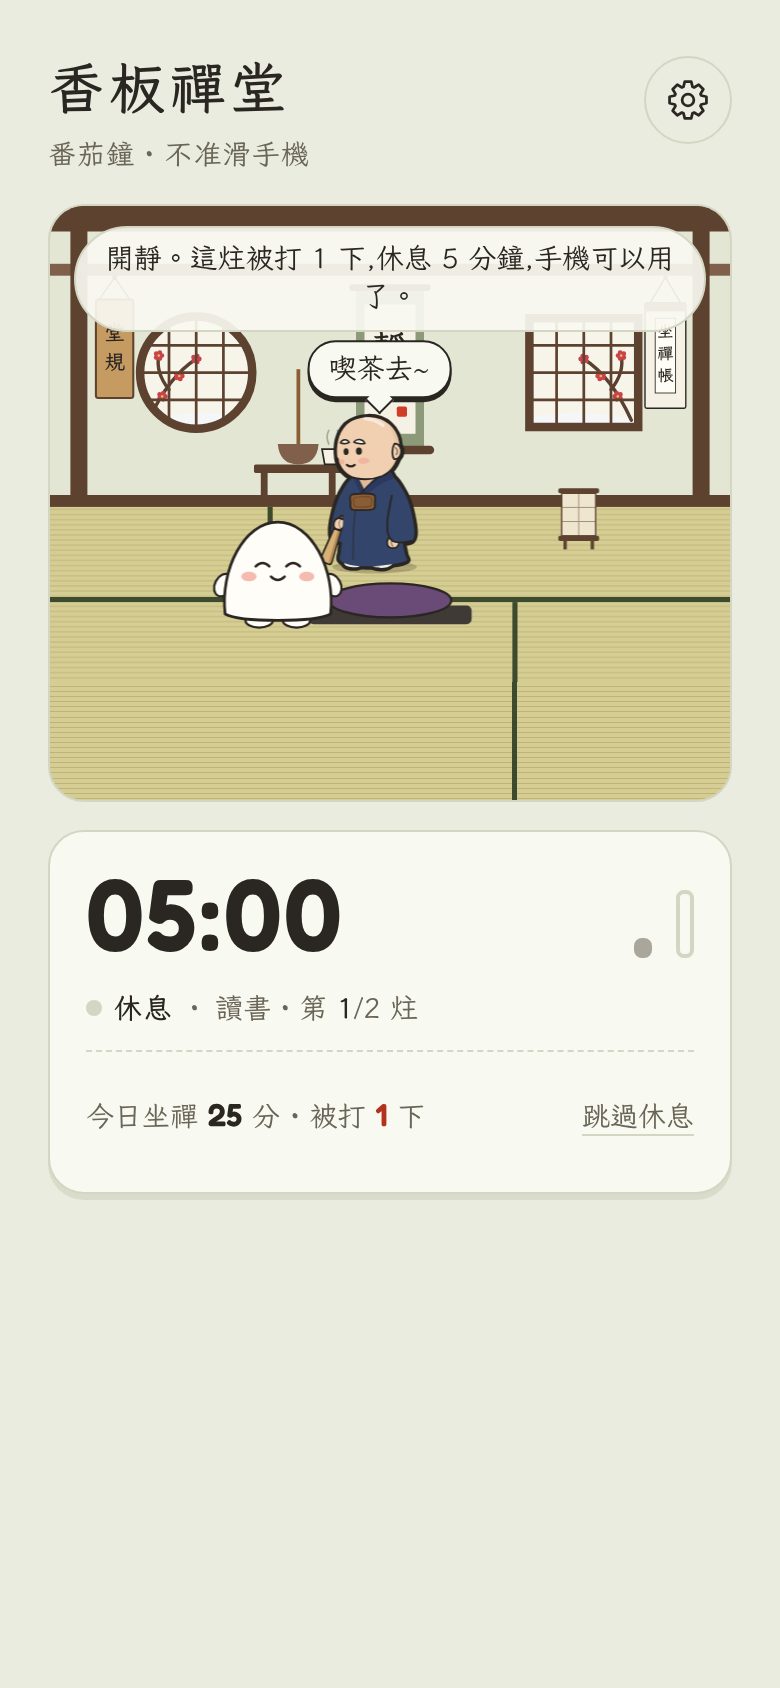 香板禪堂
番茄鐘・不准滑手機
開靜。這炷被打 1 下,休息 5 分鐘,手機可以用
了。
堂規
坐禪帳
喫茶去~
05:00
休息 ・ 讀書・第 1/2 炷
今日坐禪 25 分・被打 1 下
跳過休息